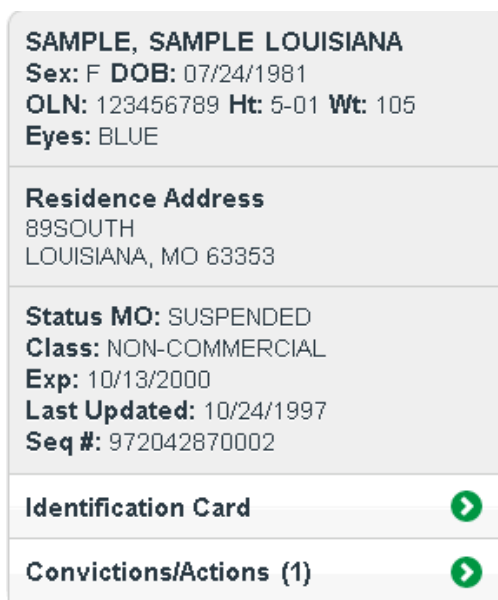 SAMPLE, SAMPLE LOUISIANA
Sex: F DOB: 07/24/1981
OLN: 123456789 Ht: 5-01 Wt: 105
Eyes: BLUE
Residence Address
89SOUTH
LOUISIANA, MO 63353
Status MO: SUSPENDED
Class: NON-COMMERCIAL
Exp: 10/13/2000
Last Updated: 10/24/1997
Seq #: 972042870002
Identification Card
Convictions/Actions (1)